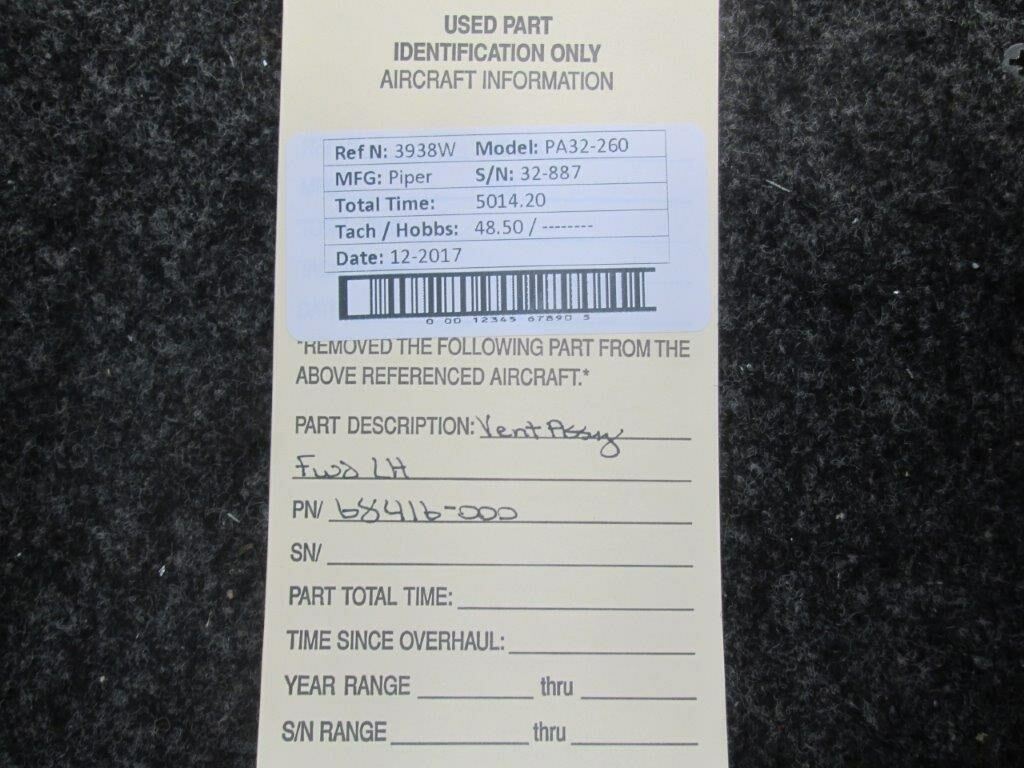 USED PART
IDENTIFICATION ONLY
AIRCRAFT INFORMATION
Ref N: 3938W Model: PA32-260
MFG: Piper S/N: 32-887
Total Time: 5014.20
Tach / Hobbs: 48.50 / --------
Date: 12-2017
0 00 12345 67890 5
*REMOVED THE FOLLOWING PART FROM THE
ABOVE REFERENCED AIRCRAFT.*
PART DESCRIPTION: Vent Assy
Fwd LH
PN/ 68416-000
SN/
PART TOTAL TIME:
TIME SINCE OVERHAUL:
YEAR RANGE thru
S/N RANGE thru